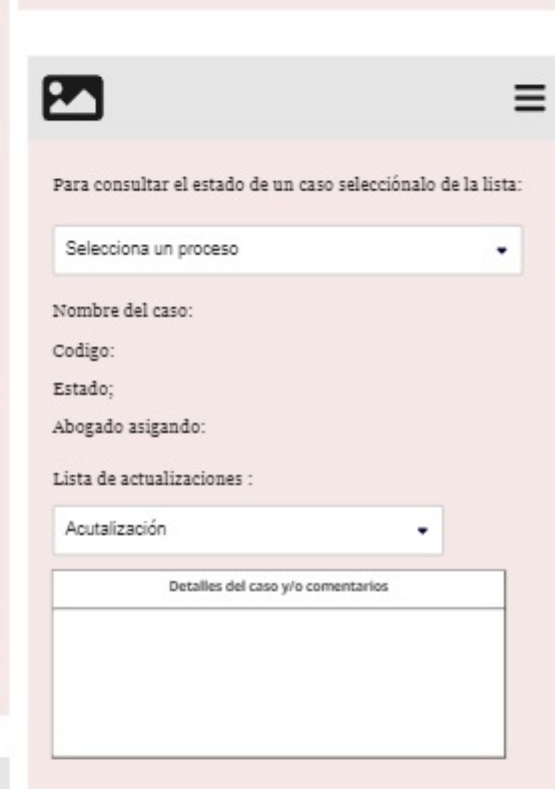 Para consultar el estado de un caso selecciónalo de la lista:
Selecciona un proceso
Nombre del caso:
Codigo:
Estado;
Abogado asigando:
Lista de actualizaciones :
Acutalización
Detalles del caso y/o comentarios